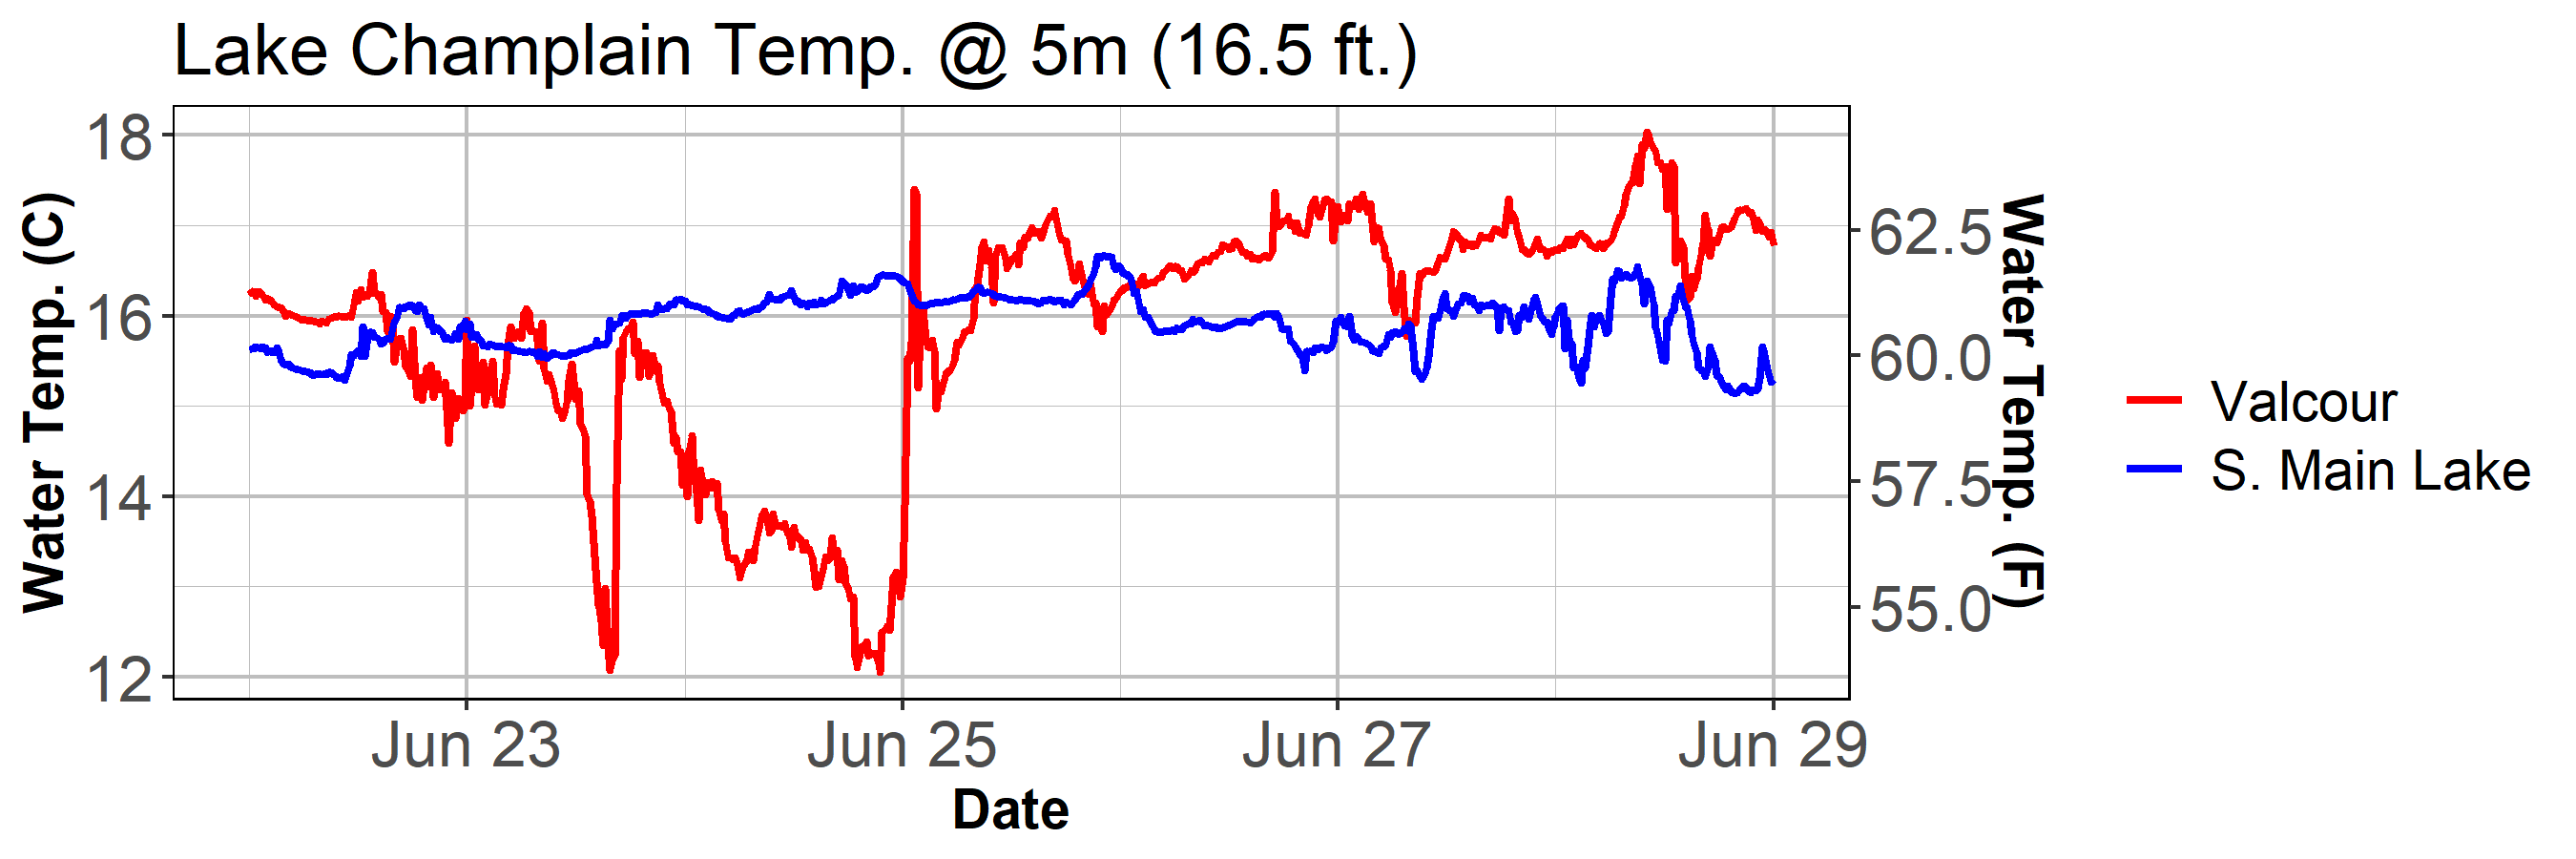 Lake Champlain Temp. @ 5m (16.5 ft.)
Water Temp. (C)
18
16
14
12
62.5
60.0
57.5
55.0
Water Temp. (F)
Jun 23
Jun 25
Jun 27
Jun 29
Date
Valcour
S. Main Lake